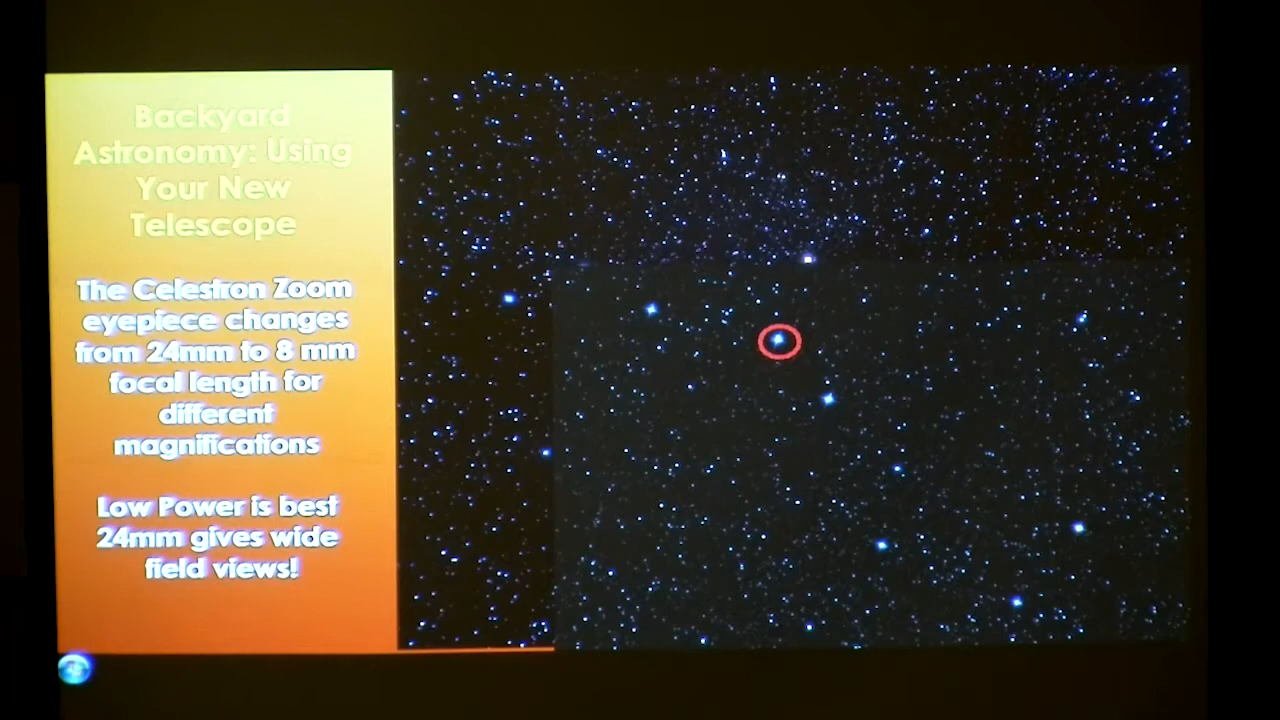 Backyard
Astronomy: Using
Your New
Telescope
The Celestron Zoom
eyepiece changes
from 24mm to 8 mm
focal length for
different
magnifications
Low Power is best
24mm gives wide
field views!